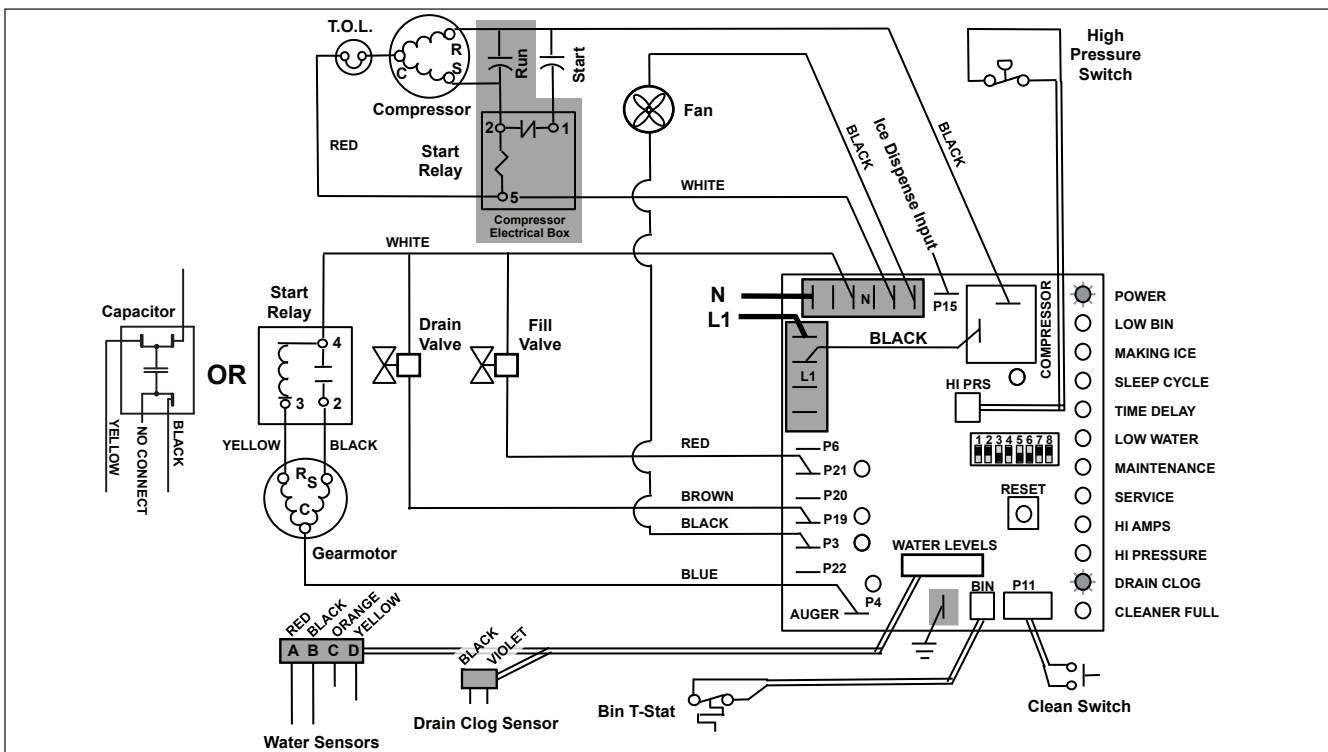 T.O.L.
R
S
C
Compressor
Run
Start
High
Pressure
Switch
Fan
2
1
Start
Relay
5
Compressor
Electrical Box
RED
WHITE
BLACK
Ice Dispense Input
BLACK
WHITE
Capacitor
YELLOW
NO CONNECT
BLACK
OR
Start
Relay
4
3
2
YELLOW
BLACK
R
S
C
Gearmotor
Drain
Valve
Fill
Valve
N
L1
N
P15
L1
BLACK
COMPRESSOR
HI PRS
1 2 3 4 5 6 7 8
RESET
RED
BROWN
BLACK
BLUE
P6
P21
P20
P19
P3
P22
P4
AUGER
WATER LEVELS
BIN
P11
POWER
LOW BIN
MAKING ICE
SLEEP CYCLE
TIME DELAY
LOW WATER
MAINTENANCE
SERVICE
HI AMPS
HI PRESSURE
DRAIN CLOG
CLEANER FULL
RED
BLACK
ORANGE
YELLOW
A B C D
Water Sensors
BLACK
VIOLET
Drain Clog Sensor
Bin T-Stat
Clean Switch